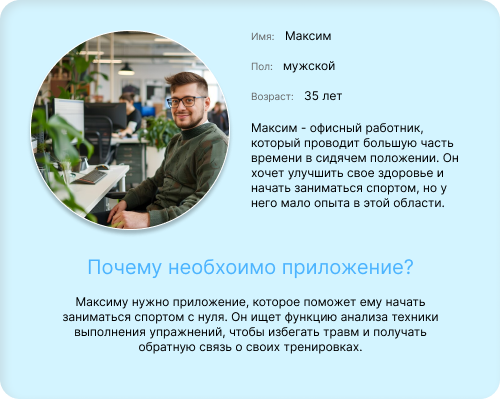 Имя: Максим
Пол: мужской
Возраст: 35 лет
Максим - офисный работник,
который проводит большую часть
времени в сидячем положении. Он
хочет улучшить свое здоровье и
начать заниматься спортом, но у
него мало опыта в этой области.
Почему необхоимо приложение?
Максиму нужно приложение, которое поможет ему начать
заниматься спортом с нуля. Он ищет функцию анализа техники
выполнения упражнений, чтобы избегать травм и получать
обратную связь о своих тренировках.